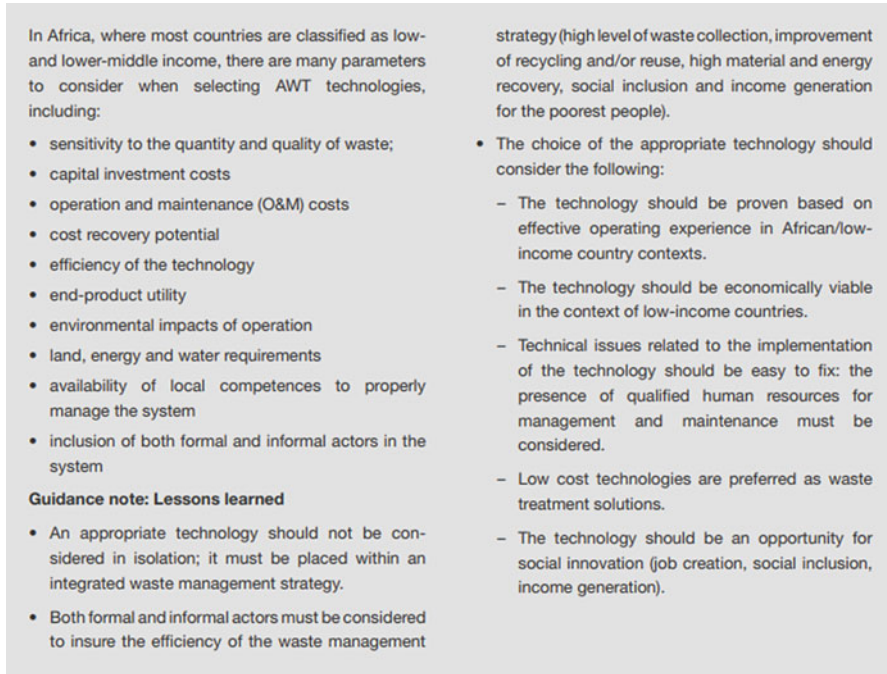 In Africa, where most countries are classified as low-
and lower-middle income, there are many parameters
to consider when selecting AWT technologies,
including:
• sensitivity to the quantity and quality of waste;
• capital investment costs
• operation and maintenance (O&M) costs
• cost recovery potential
• efficiency of the technology
• end-product utility
• environmental impacts of operation
• land, energy and water requirements
• availability of local competences to properly
manage the system
• inclusion of both formal and informal actors in the
system
Guidance note: Lessons learned
• An appropriate technology should not be con-
sidered in isolation; it must be placed within an
integrated waste management strategy.
• Both formal and informal actors must be considered
to insure the efficiency of the waste management
strategy (high level of waste collection, improvement
of recycling and/or reuse, high material and energy
recovery, social inclusion and income generation
for the poorest people).
• The choice of the appropriate technology should
consider the following:
– The technology should be proven based on
effective operating experience in African/low-
income country contexts.
– The technology should be economically viable
in the context of low-income countries.
– Technical issues related to the implementation
of the technology should be easy to fix: the
presence of qualified human resources for
management and maintenance must be
considered.
– Low cost technologies are preferred as waste
treatment solutions.
– The technology should be an opportunity for
social innovation (job creation, social inclusion,
income generation).